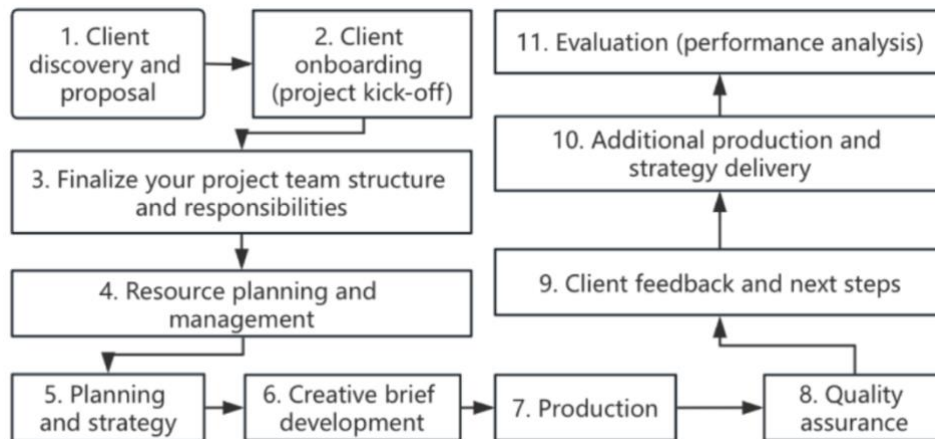 1. Client
discovery and
proposal
2. Client
onboarding
(project kick-off)
3. Finalize your project team structure
and responsibilities
4. Resource planning and
management
5. Planning
and strategy
6. Creative brief
development
7. Production
8. Quality
assurance
9. Client feedback and next steps
10. Additional production and
strategy delivery
11. Evaluation (performance analysis)